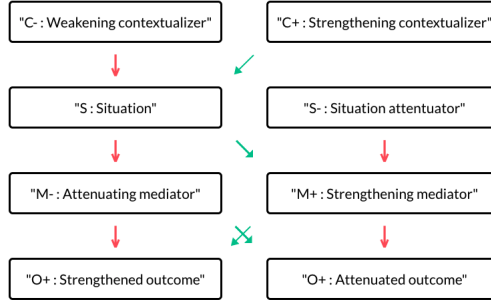 "C- : Weakening contextualizer"
"C+ : Strengthening contextualizer"
"S : Situation"
"S- : Situation attentuator"
"M- : Attenuating mediator"
"M+ : Strengthening mediator"
"O+ : Strengthened outcome"
"O+ : Attenuated outcome"